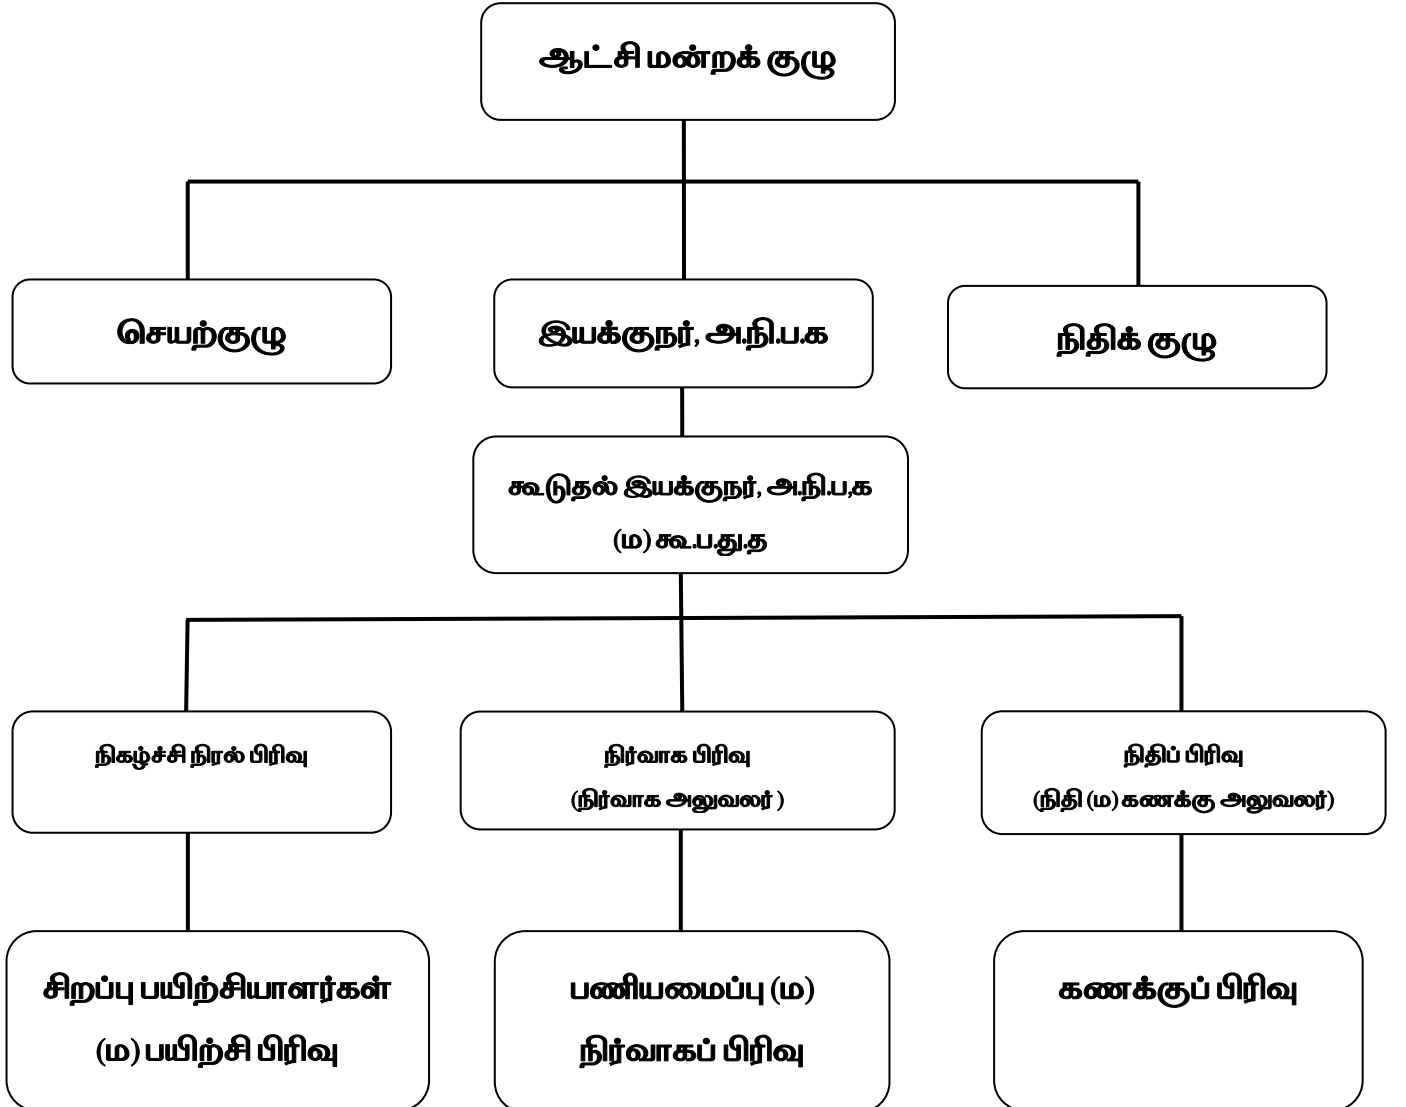 ஆட்சி மன்றக் குழு
செயற்குழு
இயக்குநர், அ.நி.ப.க
நிதிக் குழு
கூடுதல் இயக்குநர், அ.நி.ப,க
(ம) கூ.ப.து.த
நிகழ்ச்சி நிரல் பிரிவு
நிர்வாக பிரிவு
(நிர்வாக அலுவலர் )
நிதிப் பிரிவு
(நிதி (ம) கணக்கு அலுவலர்)
சிறப்பு பயிற்சியாளர்கள்
(ம) பயிற்சி பிரிவு
பணியமைப்பு (ம)
நிர்வாகப் பிரிவு
கணக்குப் பிரிவு